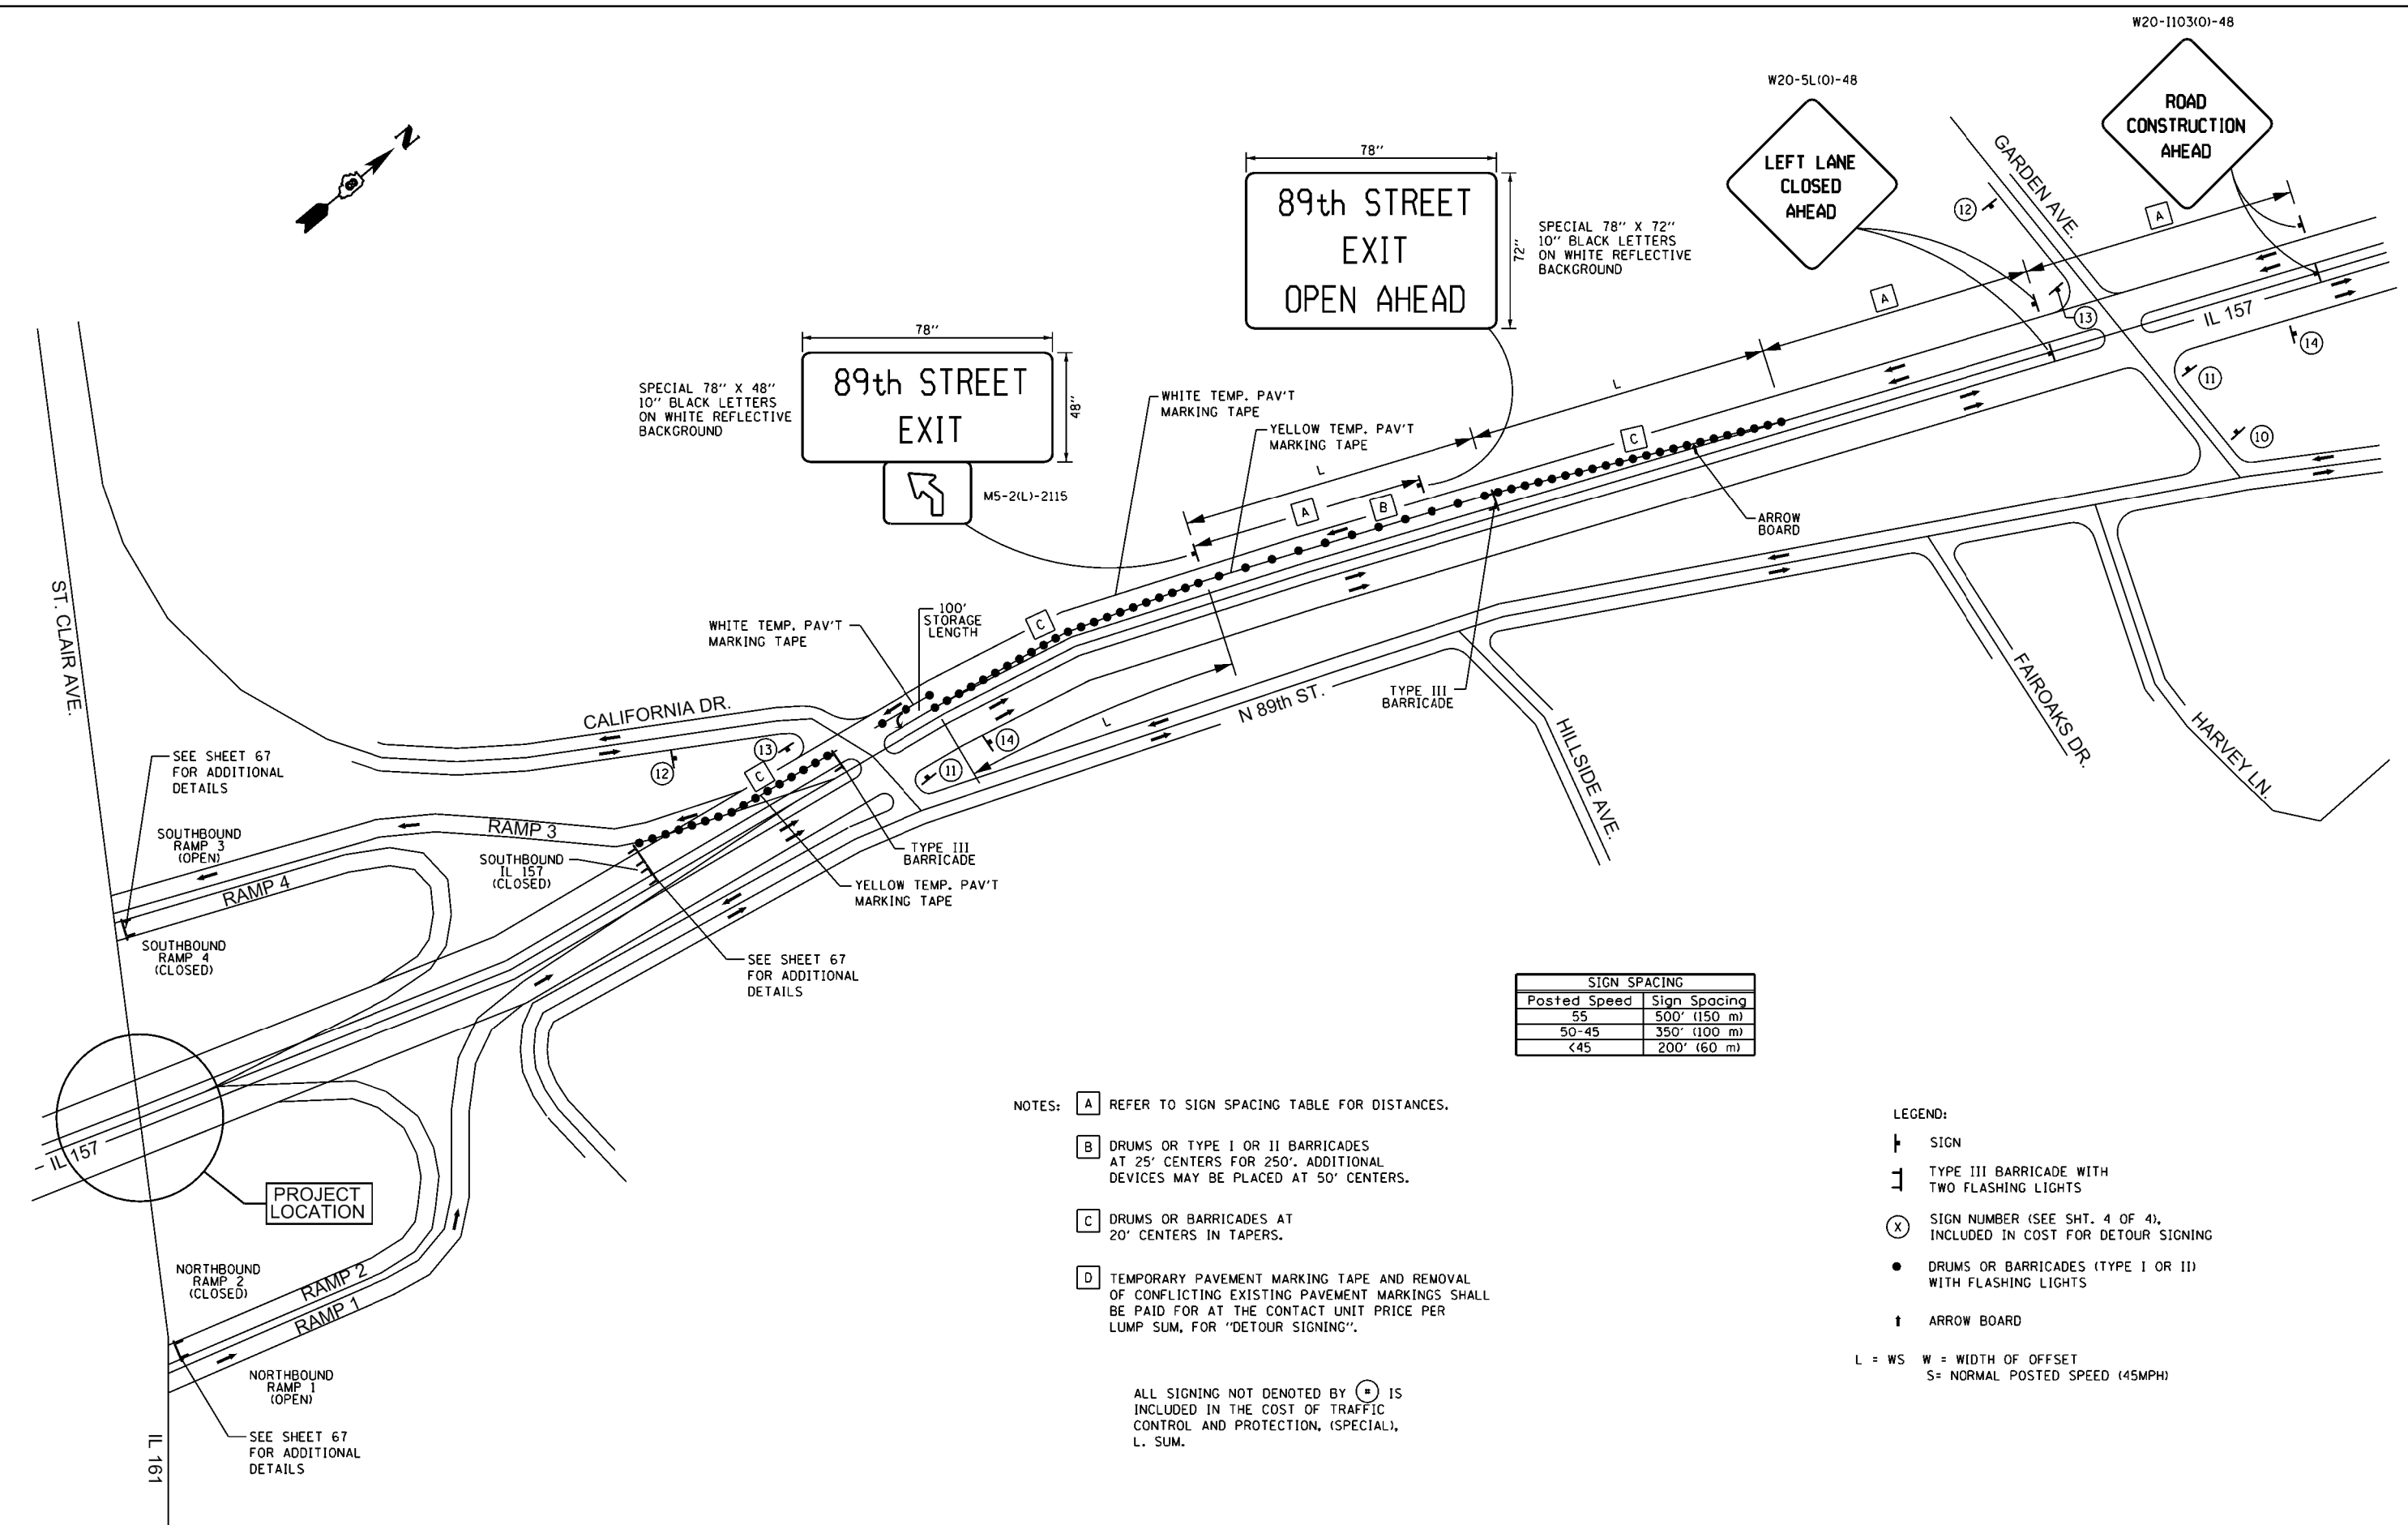 W20-I103(O)-48
ROAD
CONSTRUCTION
AHEAD
W20-5L(O)-48
LEFT LANE
CLOSED
AHEAD
GARDEN AVE.
N
78"
89th STREET
EXIT
OPEN AHEAD
72"
SPECIAL 78" X 72"
10" BLACK LETTERS
ON WHITE REFLECTIVE
BACKGROUND
78"
89th STREET
EXIT
48"
SPECIAL 78" X 48"
10" BLACK LETTERS
ON WHITE REFLECTIVE
BACKGROUND
M5-2(L)-2115
12
A
A
13
IL 157
14
11
10
L
L
A
B
C
WHITE TEMP. PAV'T
MARKING TAPE
YELLOW TEMP. PAV'T
MARKING TAPE
ARROW
BOARD
TYPE III
BARRICADE
C
100'
STORAGE
LENGTH
WHITE TEMP. PAV'T
MARKING TAPE
L
14
11
N 89th ST.
HILLSIDE AVE.
FAIROAKS DR.
HARVEY LN.
ST. CLAIR AVE.
CALIFORNIA DR.
13
12
C
SEE SHEET 67
FOR ADDITIONAL
DETAILS
SOUTHBOUND
RAMP 3
(OPEN)
RAMP 3
RAMP 4
SOUTHBOUND
IL 157
(CLOSED)
TYPE III
BARRICADE
YELLOW TEMP. PAV'T
MARKING TAPE
SOUTHBOUND
RAMP 4
(CLOSED)
SEE SHEET 67
FOR ADDITIONAL
DETAILS
IL 157
PROJECT
LOCATION
NORTHBOUND
RAMP 2
(CLOSED)
RAMP 2
RAMP 1
NORTHBOUND
RAMP 1
(OPEN)
SEE SHEET 67
FOR ADDITIONAL
DETAILS
IL 161
SIGN SPACING
Posted Speed Sign Spacing
55 500' (150 m)
50-45 350' (100 m)
<45 200' (60 m)
NOTES: A REFER TO SIGN SPACING TABLE FOR DISTANCES.
B DRUMS OR TYPE I OR II BARRICADES
AT 25' CENTERS FOR 250'. ADDITIONAL
DEVICES MAY BE PLACED AT 50' CENTERS.
C DRUMS OR BARRICADES AT
20' CENTERS IN TAPERS.
D TEMPORARY PAVEMENT MARKING TAPE AND REMOVAL
OF CONFLICTING EXISTING PAVEMENT MARKINGS SHALL
BE PAID FOR AT THE CONTACT UNIT PRICE PER
LUMP SUM, FOR "DETOUR SIGNING".
ALL SIGNING NOT DENOTED BY # IS
INCLUDED IN THE COST OF TRAFFIC
CONTROL AND PROTECTION, (SPECIAL),
L. SUM.
LEGEND:
SIGN
TYPE III BARRICADE WITH
TWO FLASHING LIGHTS
X SIGN NUMBER (SEE SHT. 4 OF 4),
INCLUDED IN COST FOR DETOUR SIGNING
DRUMS OR BARRICADES (TYPE I OR II)
WITH FLASHING LIGHTS
ARROW BOARD
L = WS W = WIDTH OF OFFSET
S= NORMAL POSTED SPEED (45MPH)